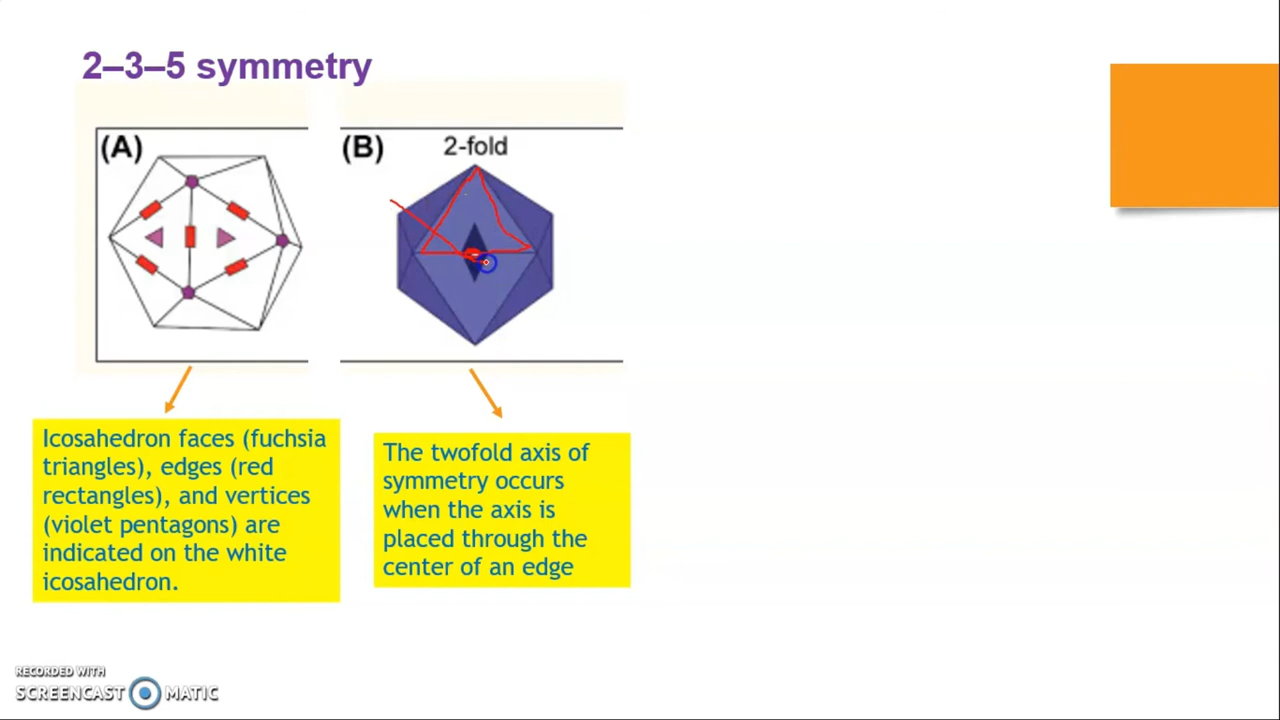 2–3–5 symmetry
(A)
(B)
2-fold
Icosahedron faces (fuchsia
triangles), edges (red
rectangles), and vertices
(violet pentagons) are
indicated on the white
icosahedron.
The twofold axis of
symmetry occurs
when the axis is
placed through the
center of an edge
RECORDED WITH
SCREENCAST MATIC